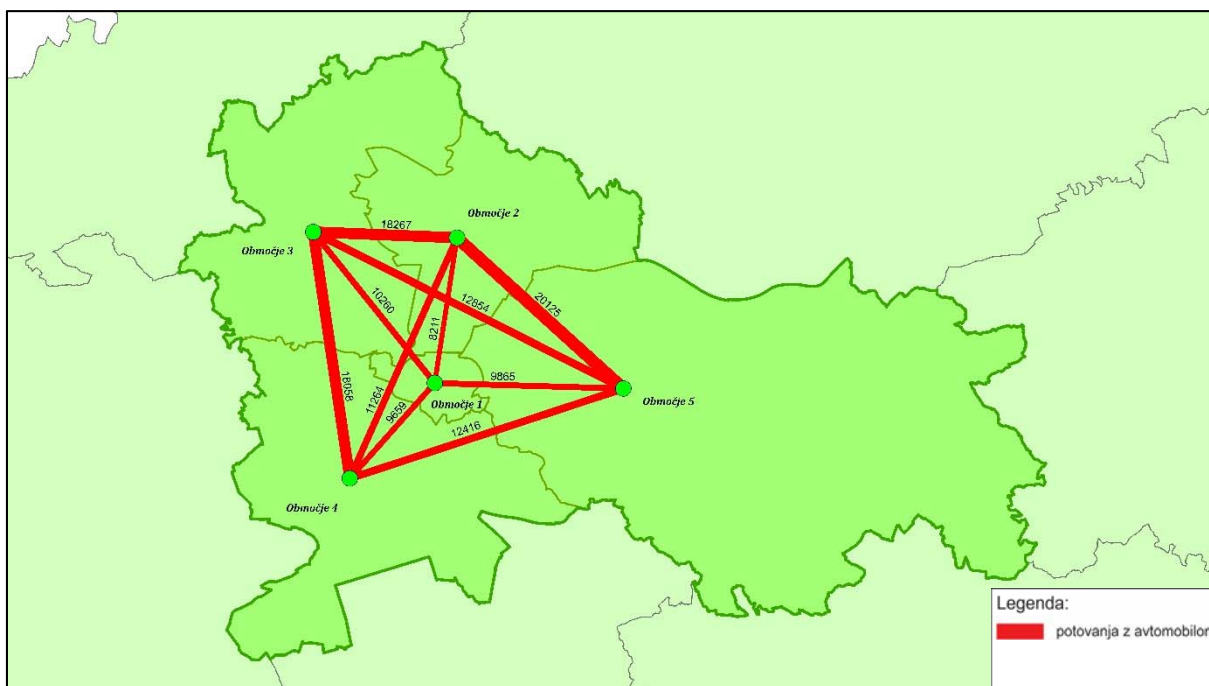 Območje 2
18267
Območje 3
10260
12854
20125
8211
18058
11264
9865
9659
Območje 1
Območje 5
12416
Območje 4
Legenda:
potovanja z avtomobilom